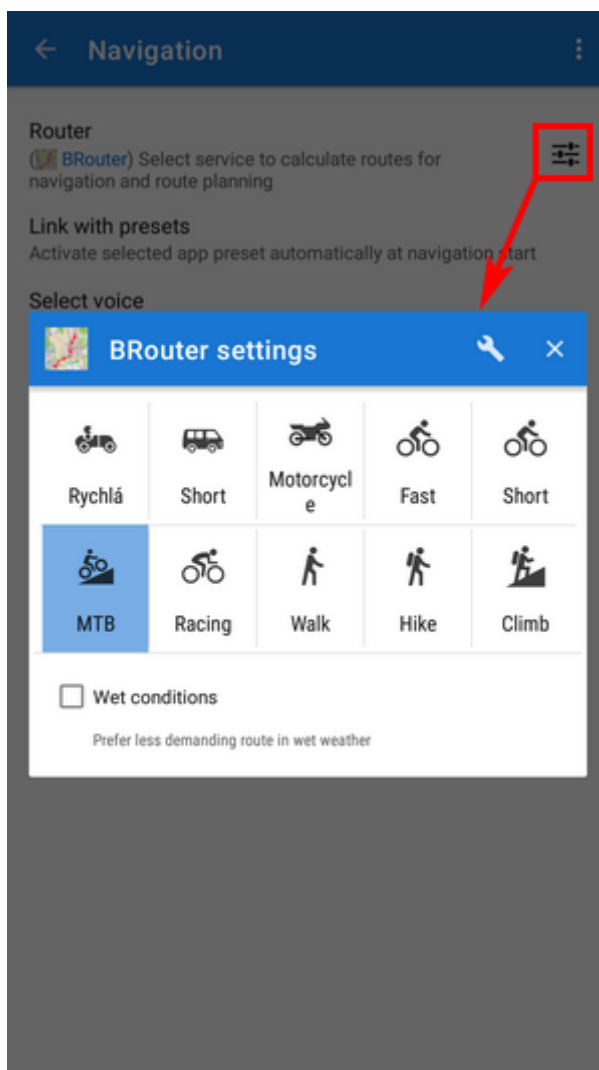 Navigation
Router
(BRouter) Select service to calculate routes for
navigation and route planning
Link with presets
Activate selected app preset automatically at navigation start
Select voice
BRouter settings
Rychlá
Short
Motorcycl
e
Fast
Short
MTB
Racing
Walk
Hike
Climb
Wet conditions
Prefer less demanding route in wet weather